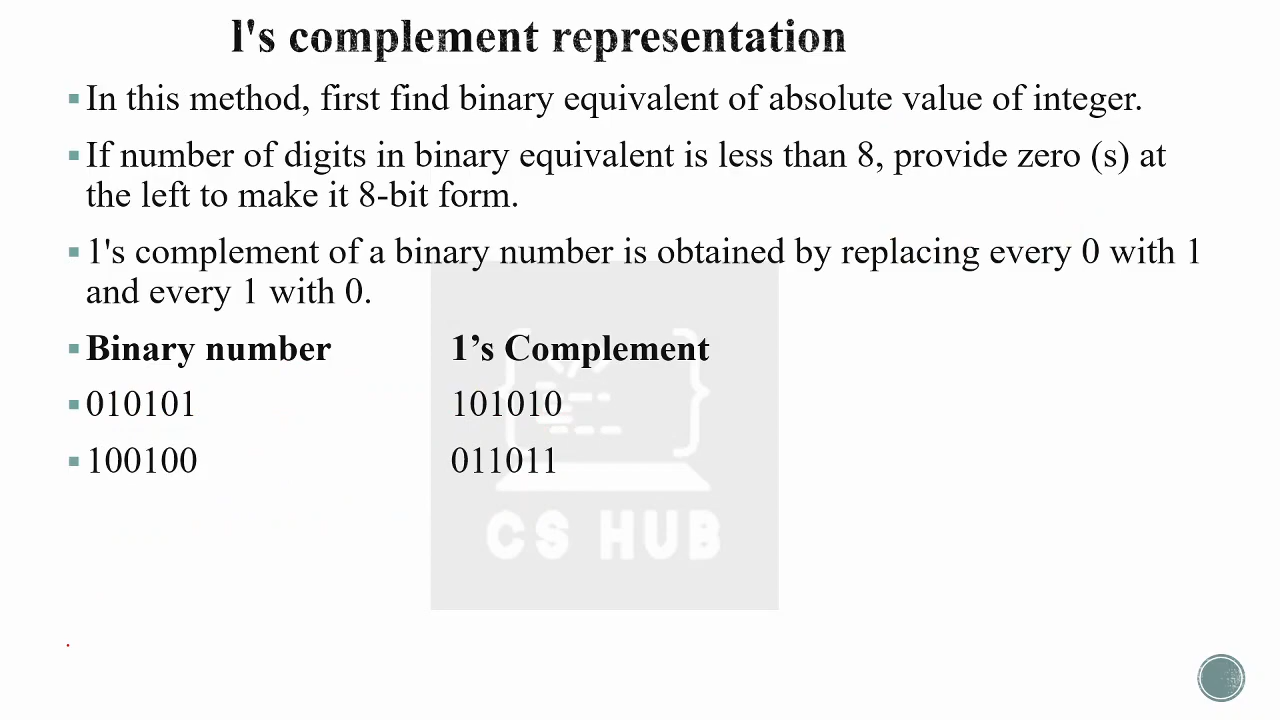 1's complement representation
In this method, first find binary equivalent of absolute value of integer.
If number of digits in binary equivalent is less than 8, provide zero (s) at
the left to make it 8-bit form.
1's complement of a binary number is obtained by replacing every 0 with 1
and every 1 with 0.
Binary number 1’s Complement
010101 101010
100100 011011
CS HUB